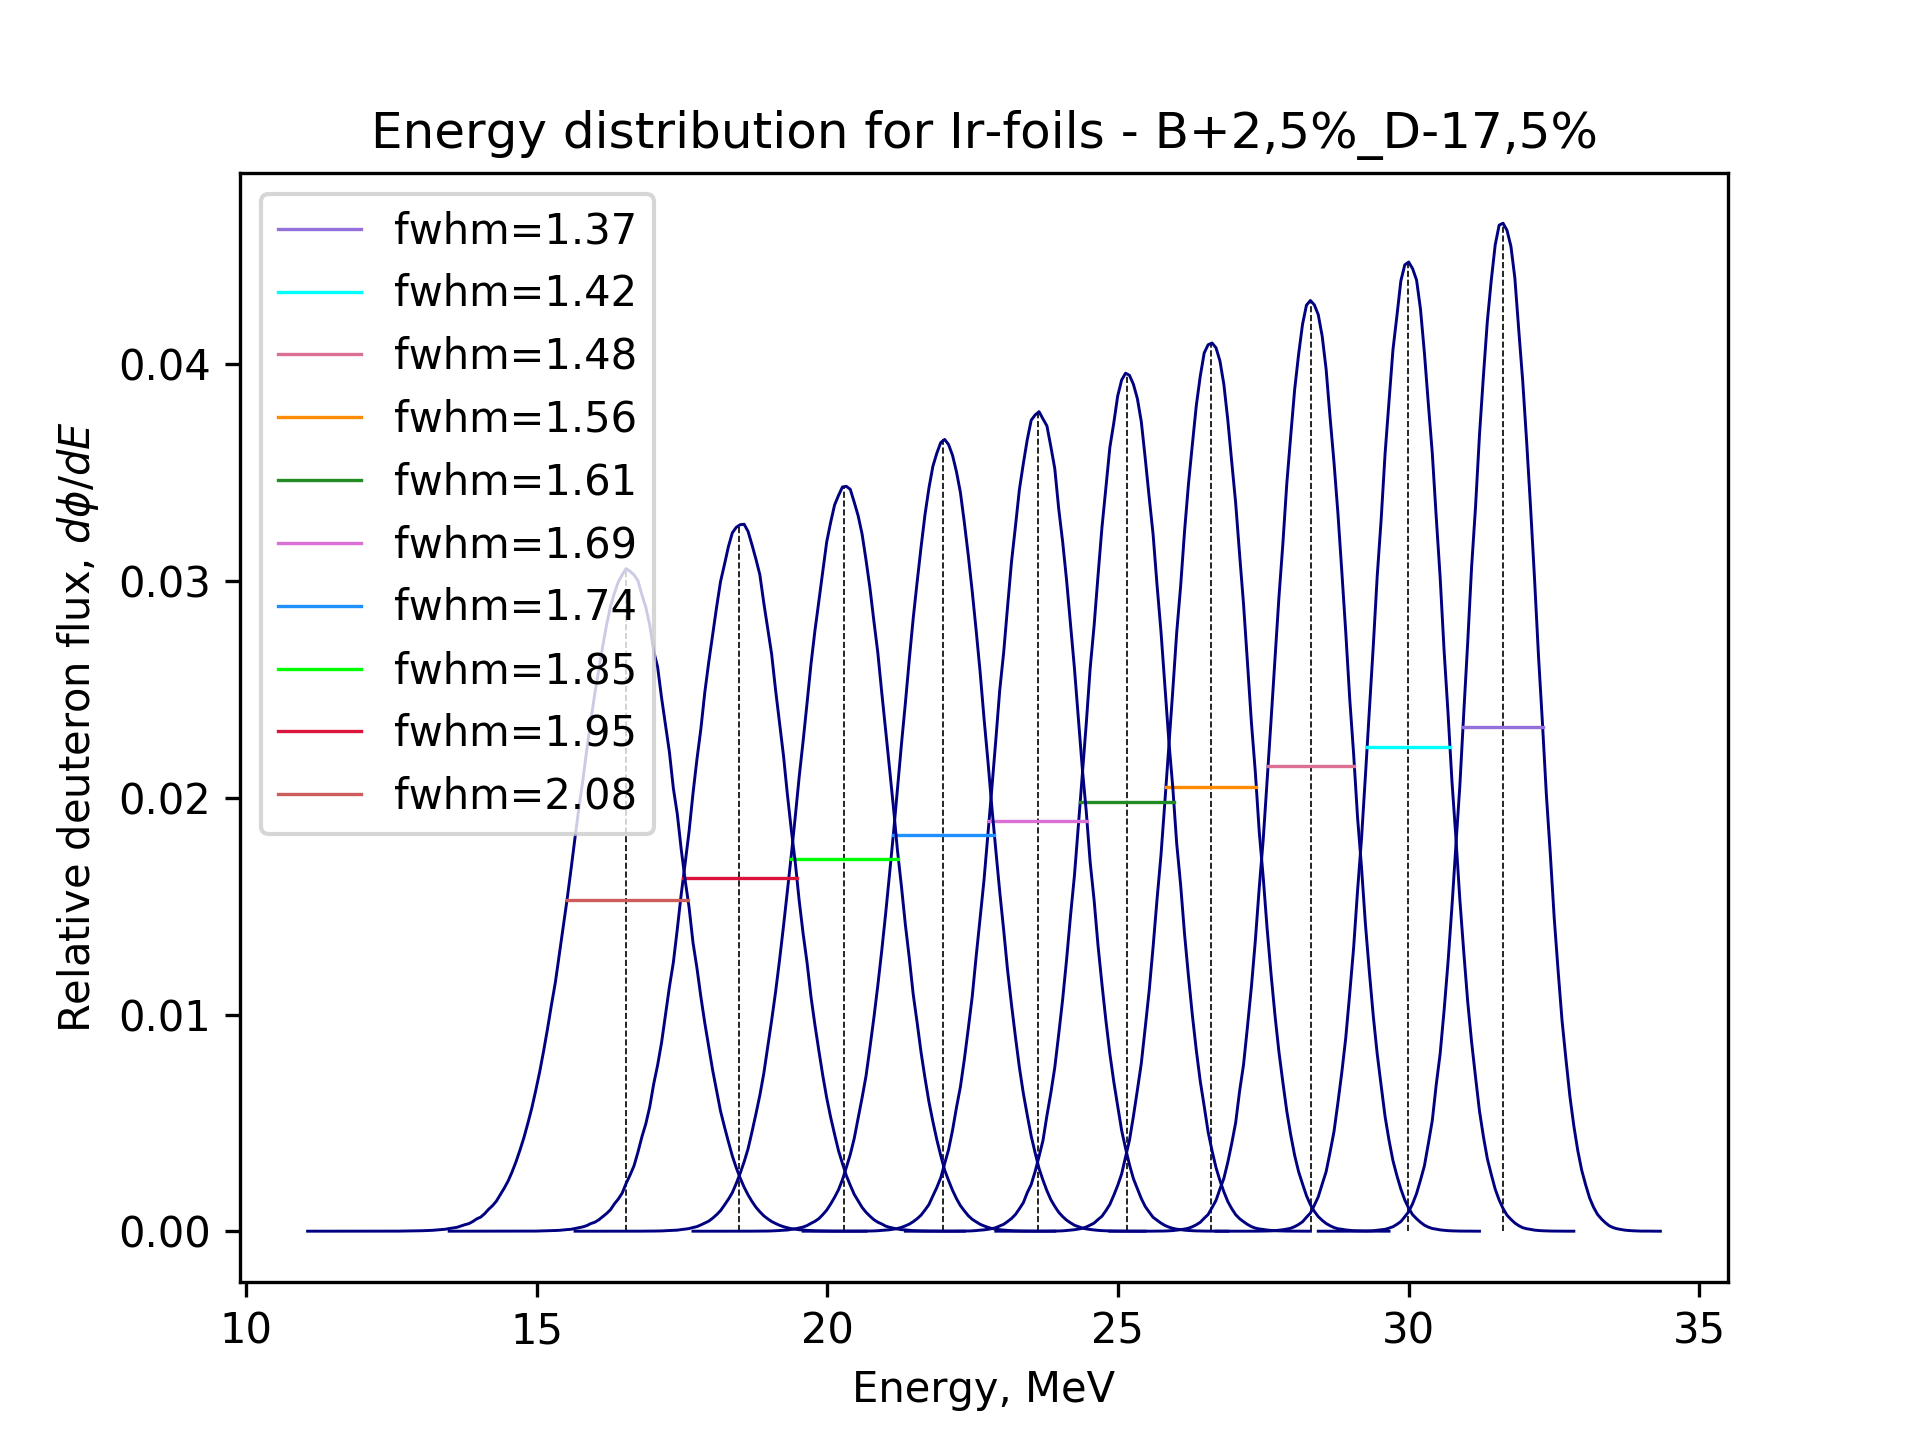 Energy distribution for Ir-foils - B+2,5%_D-17,5%
fwhm=1.37
fwhm=1.42
fwhm=1.48
fwhm=1.56
fwhm=1.61
fwhm=1.69
fwhm=1.74
fwhm=1.85
fwhm=1.95
fwhm=2.08
Relative deuteron flux, dϕ/dE
0.04
0.03
0.02
0.01
0.00
10 15 20 25 30 35
Energy, MeV